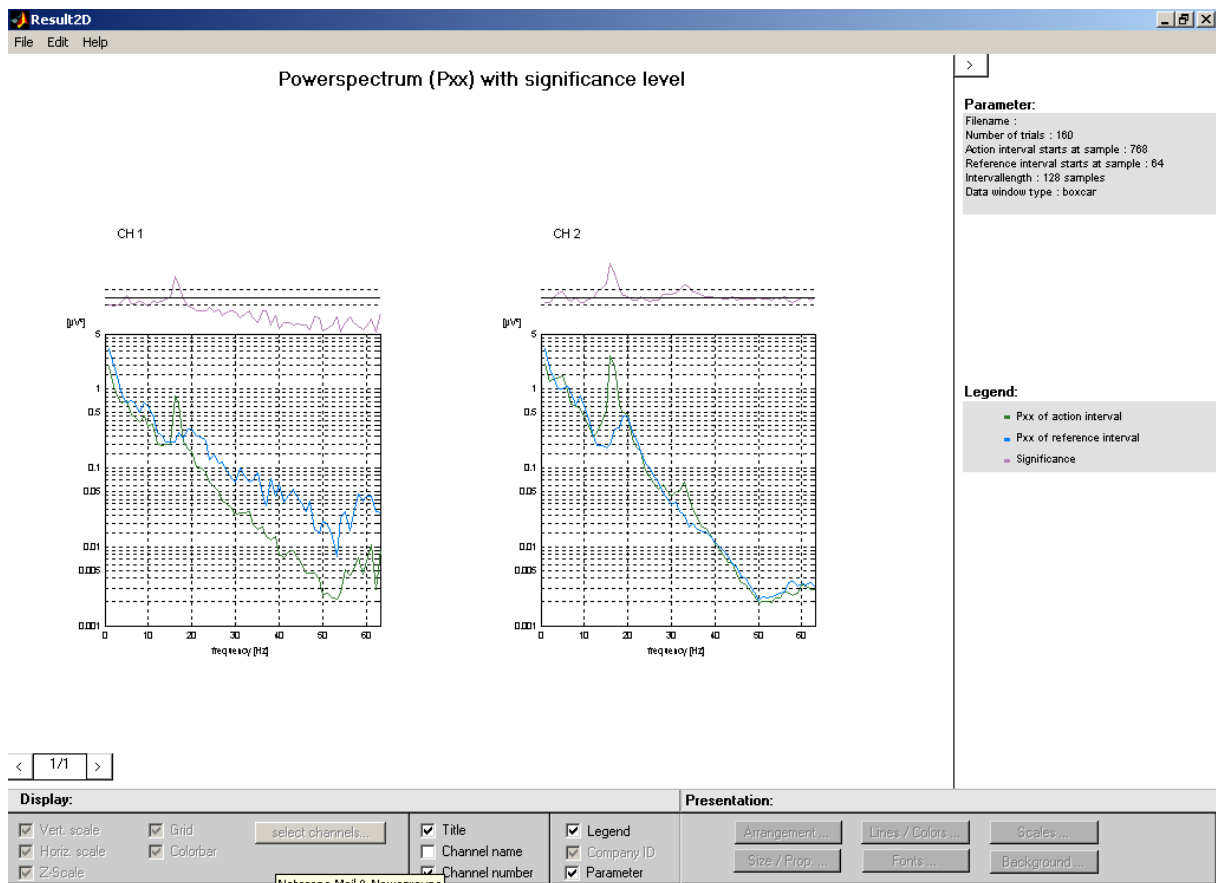 Result2D
File Edit Help
Powerspectrum (Pxx) with significance level
>
Parameter:
Filename :
Number of trials : 160
Action interval starts at sample : 768
Reference interval starts at sample : 64
Intervallength : 128 samples
Data window type : boxcar
CH 1
[µV²]
5
1
0.5
0.1
0.05
0.01
0.005
0.001
0 10 20 30 40 50 60
frequency [Hz]
CH 2
[µV²]
5
1
0.5
0.1
0.05
0.01
0.005
0.001
0 10 20 30 40 50 60
frequency [Hz]
Legend:
Pxx of action interval
Pxx of reference interval
Significance
< 1/1 >
Display:
Vert. scale Grid select channels...
Horiz. scale Colorbar
Z-Scale
Title Legend
Channel name Company ID
Channel number Parameter
Presentation:
Arrangement ... Lines / Colors ... Scales ...
Size / Prop. ... Fonts ... Background ...